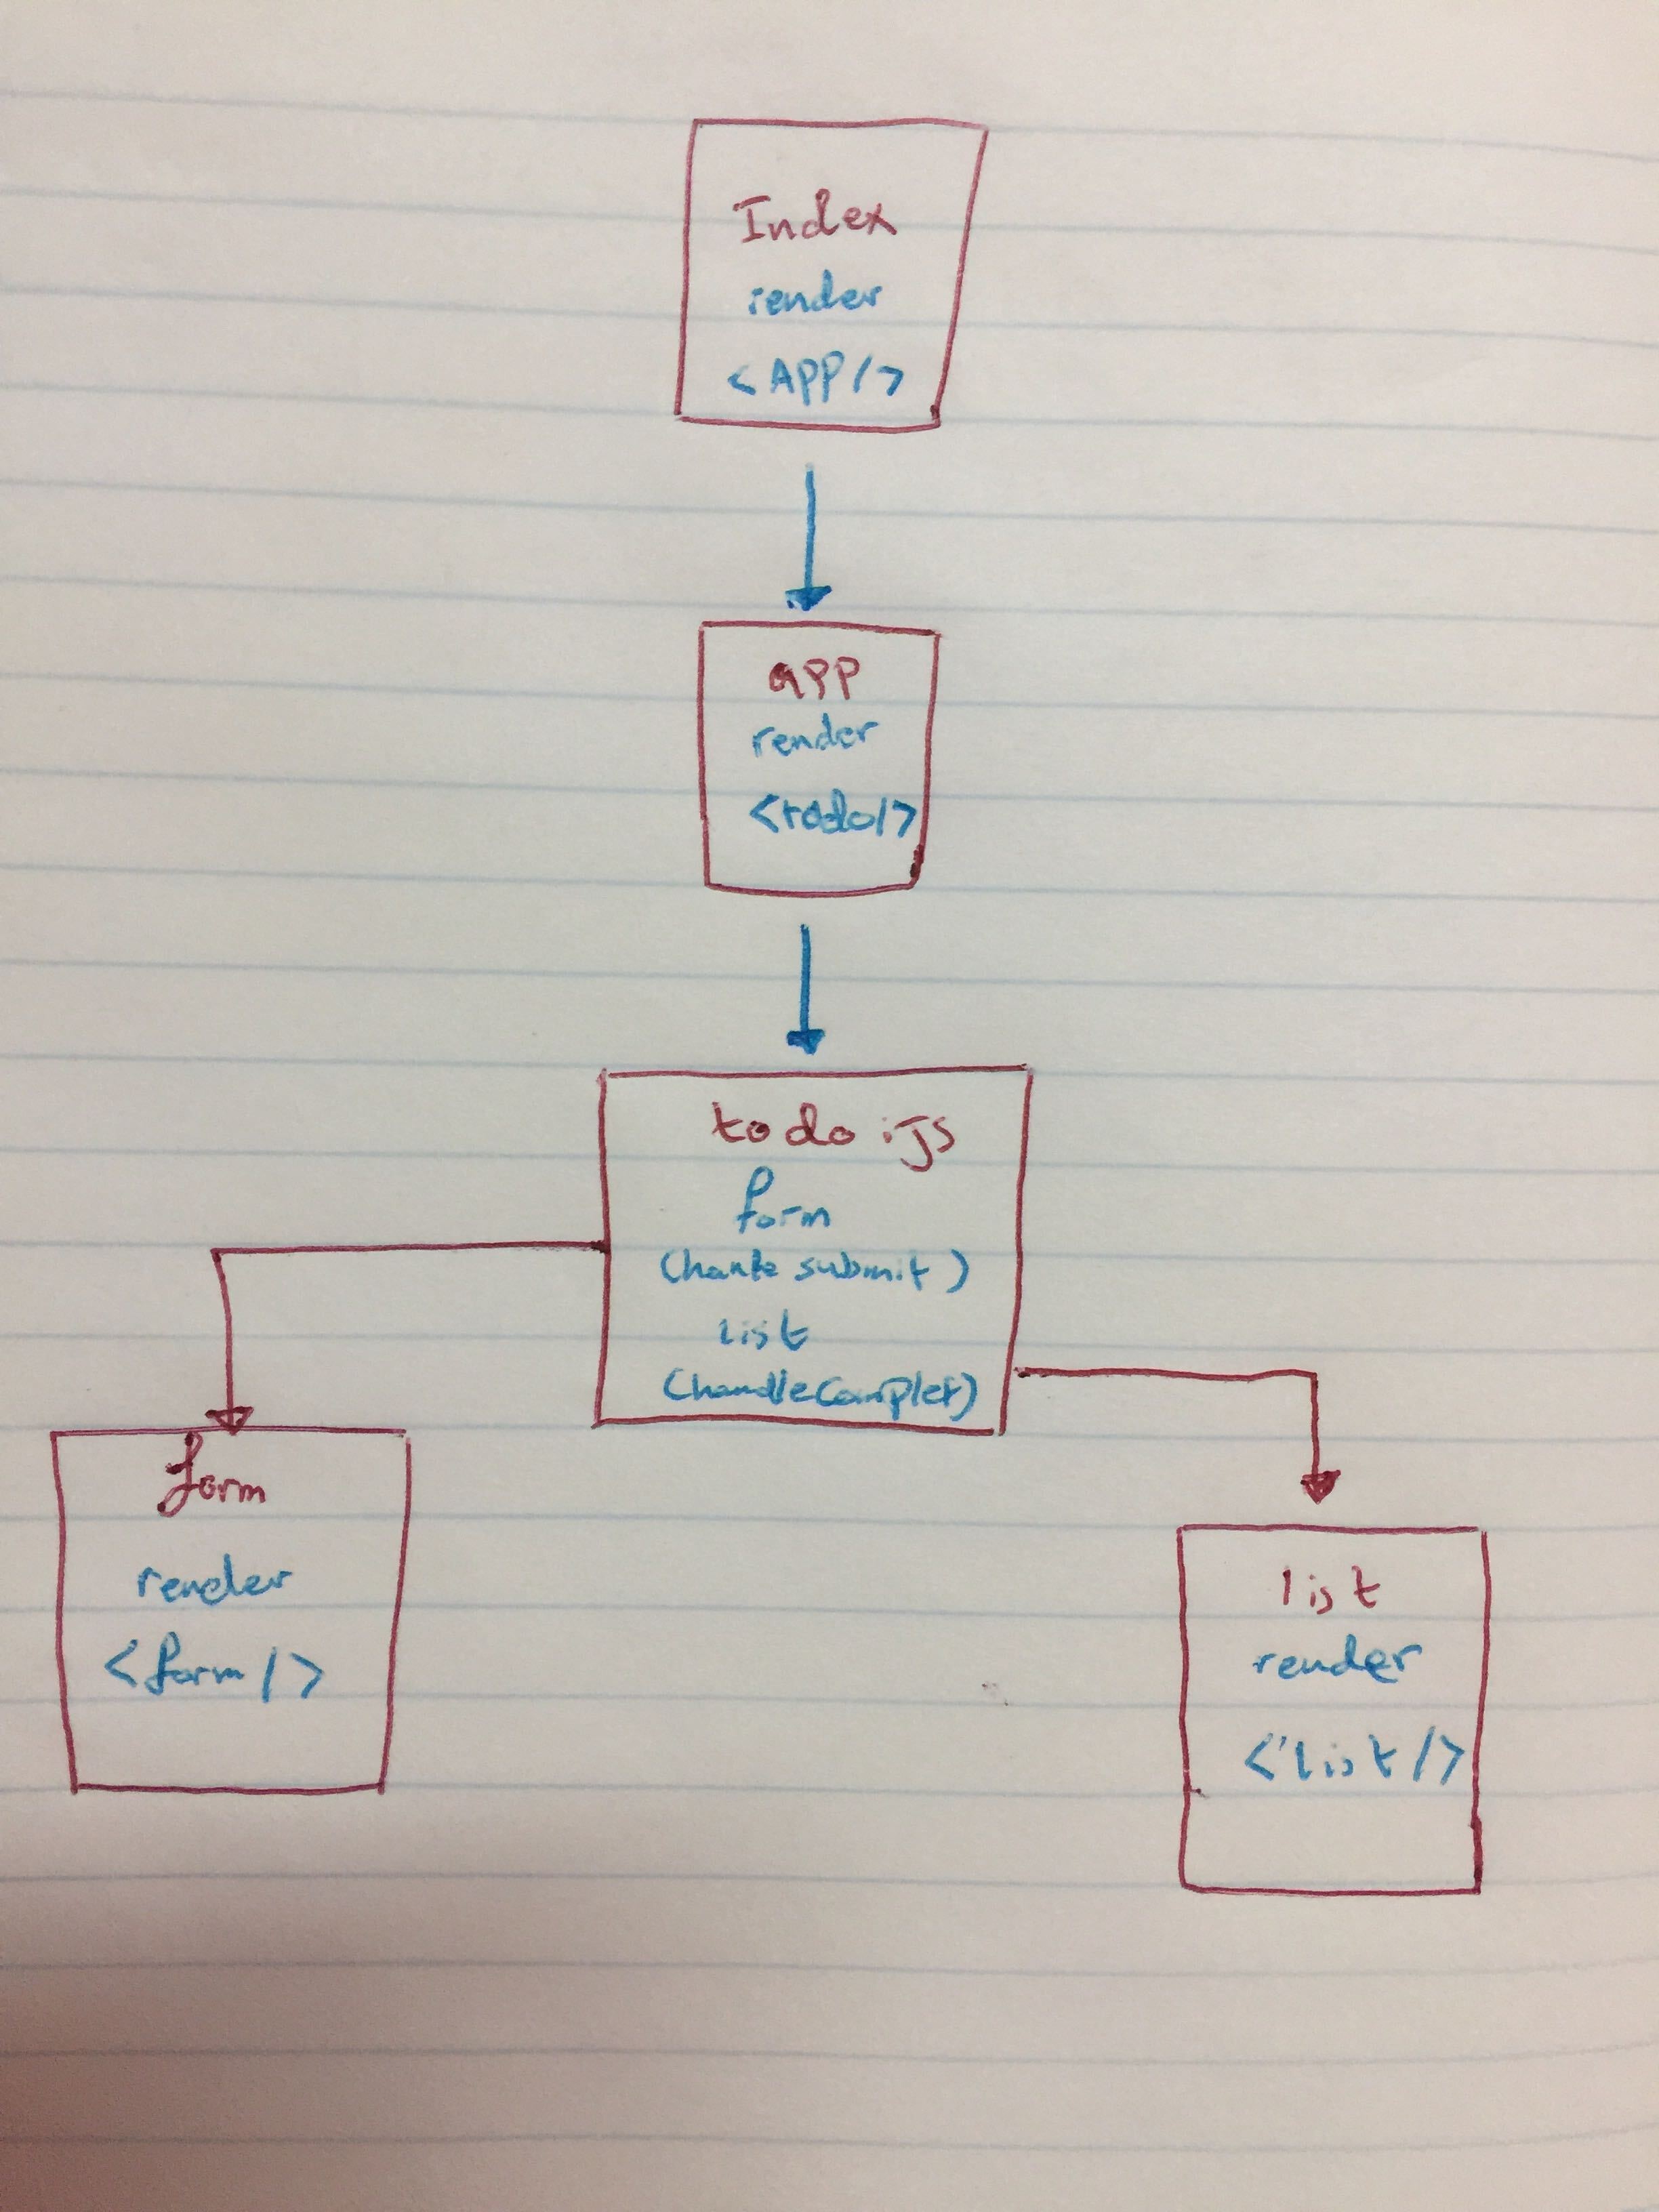 Index
render
<APP/>
app
render
<todo/>
todo.js
form
(hanle submit)
List
(handleComplet)
form
render
<form/>
list
render
<list/>